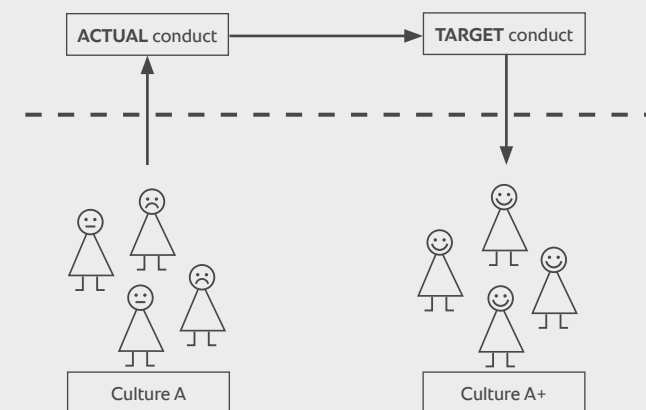 ACTUAL conduct
TARGET conduct
Culture A
Culture A+